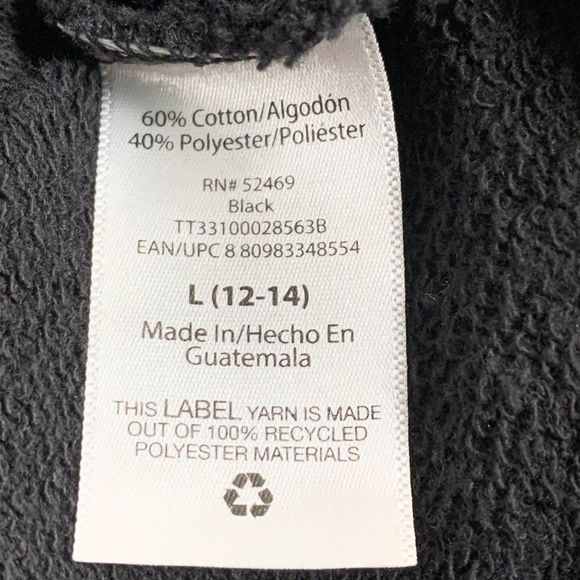 60% Cotton/Algodón
40% Polyester/Poliéster
RN# 52469
Black
TT33100028563B
EAN/UPC 8 80983348554
L (12-14)
Made In/Hecho En
Guatemala
THIS LABEL YARN IS MADE
OUT OF 100% RECYCLED
POLYESTER MATERIALS